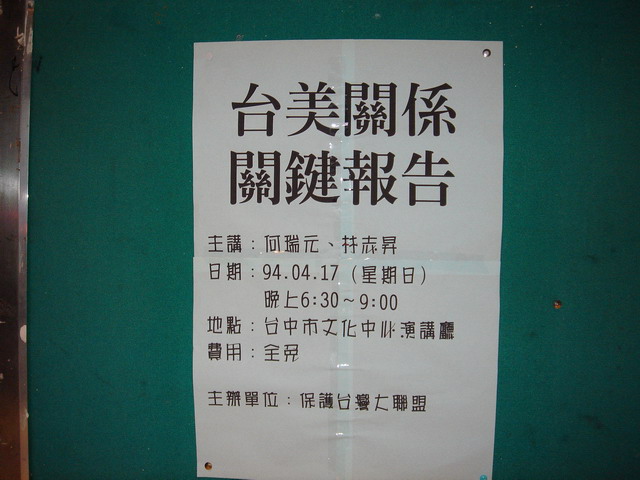 台美關係
關鍵報告
主講：何瑞元、林志昇
日期：94.04.17（星期日）
晚上6:30～9:00
地點：台中市文化中心演講廳
費用：全免
主辦單位：保護台灣大聯盟